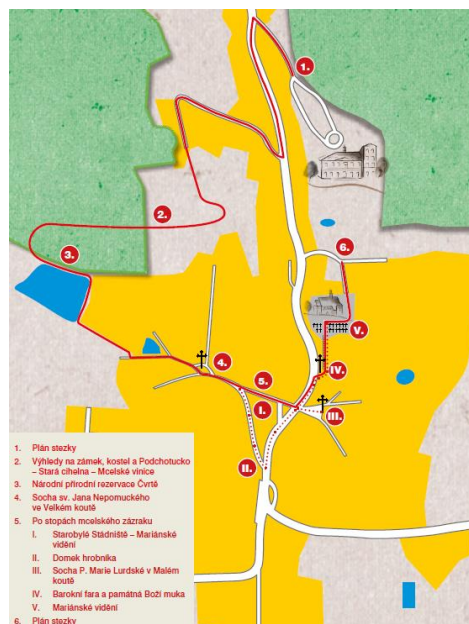 1.
2.
3.
6.
V.
4.
IV.
5.
I.
III.
II.
1. Plán stezky
2. Výhledy na zámek, kostel a Podchotucko
– Stará cihelna – Mcelské vinice
3. Národní přírodní rezervace Čvrtě
4. Socha sv. Jana Nepomuckého
ve Velkém koutě
5. Po stopách mcelského zázraku
I. Starobylé Stádniště – Mariánské
vidění
II. Domek hrobníka
III. Socha P. Marie Lurdské v Malém
koutě
IV. Barokní fara a památná Boží muka
V. Mariánské vidění
6. Plán stezky